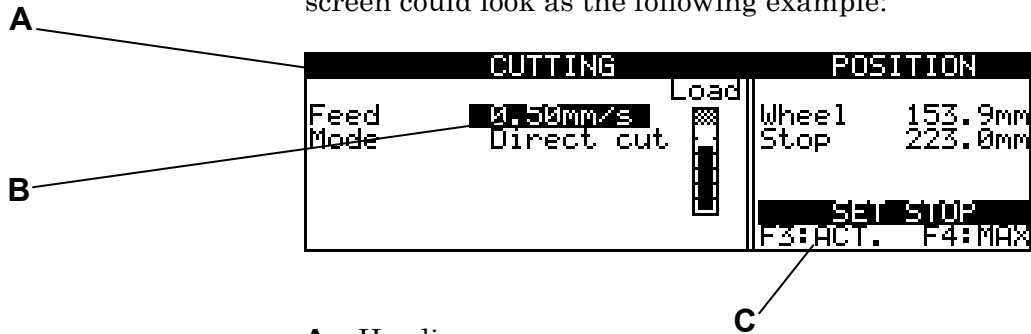 screen could look as the following example:
A
CUTTING POSITION
Load
Feed 0.50mm/s Wheel 153.9mm
Mode Direct cut Stop 223.0mm
B
SET STOP
F3:ACT. F4:MAX
C